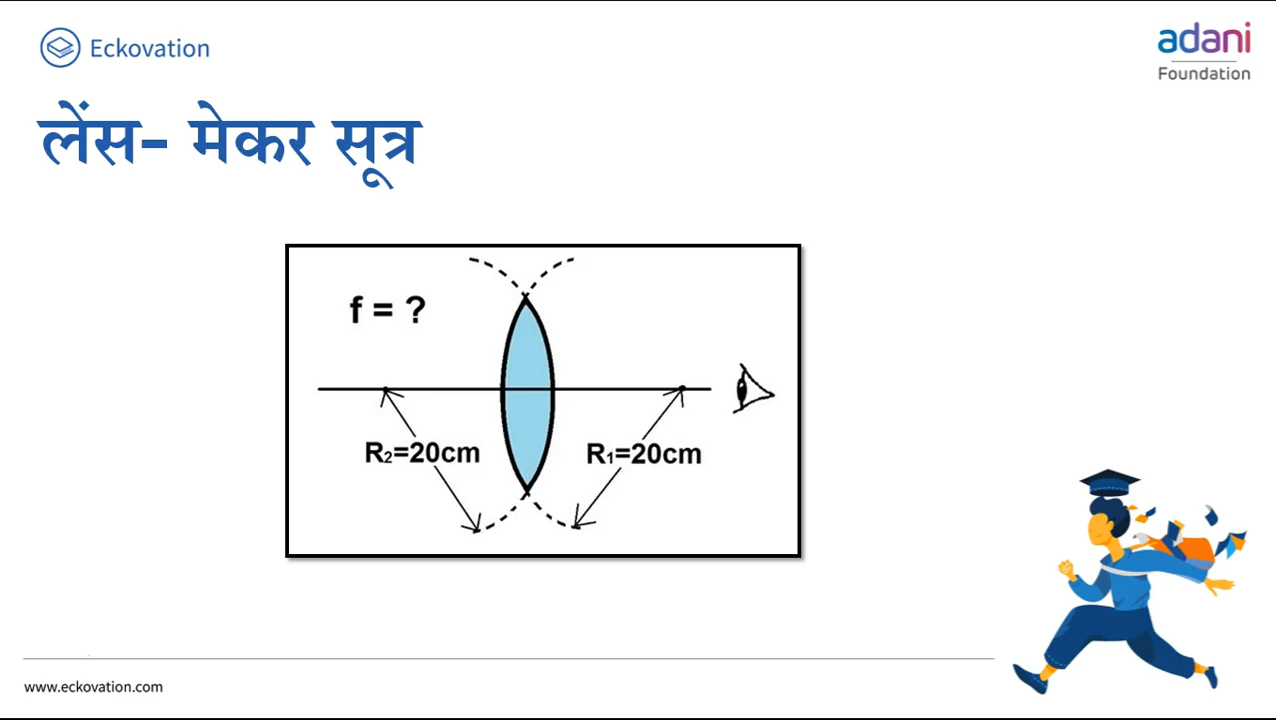 Eckovation
adani
Foundation
लेंस- मेकर सूत्र
f = ?
R₂=20cm
R₁=20cm
www.eckovation.com